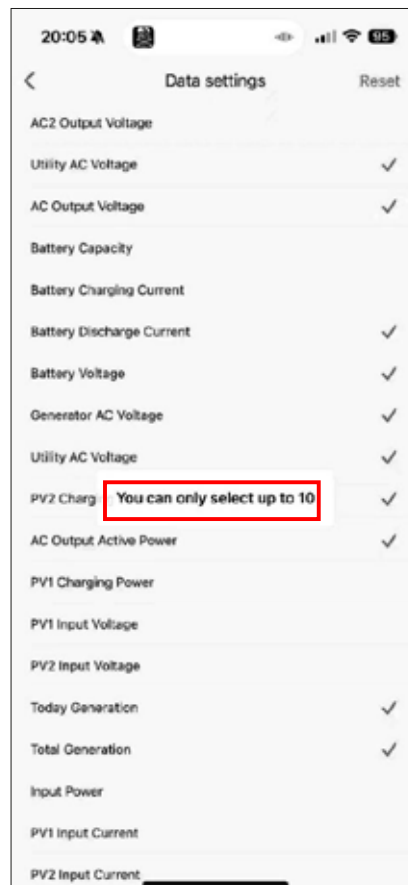 20:05 95
Data settings Reset
AC2 Output Voltage
Utility AC Voltage
AC Output Voltage
Battery Capacity
Battery Charging Current
Battery Discharge Current
Battery Voltage
Generator AC Voltage
Utility AC Voltage
PV2 Chargi You can only select up to 10
AC Output Active Power
PV1 Charging Power
PV1 Input Voltage
PV2 Input Voltage
Today Generation
Total Generation
Input Power
PV1 Input Current
PV2 Input Current